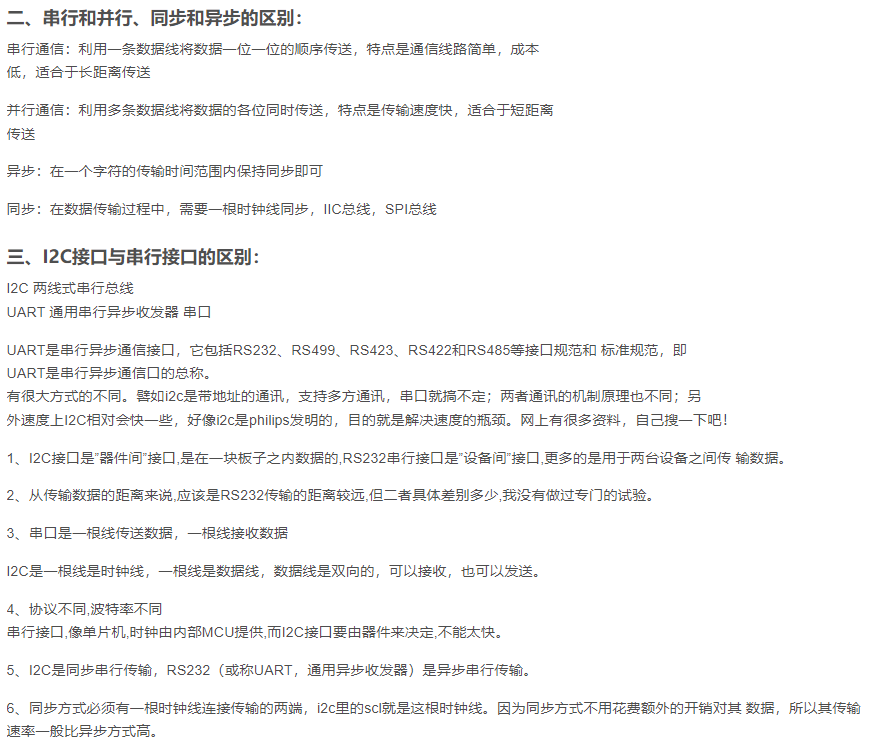 二、串行和并行、同步和异步的区别：
串行通信：利用一条数据线将数据一位一位的顺序传送，特点是通信线路简单，成本
低，适合于长距离传送
并行通信：利用多条数据线将数据的各位同时传送，特点是传输速度快，适合于短距离
传送
异步：在一个字符的传输时间范围内保持同步即可
同步：在数据传输过程中，需要一根时钟线同步，IIC总线，SPI总线
三、I2C接口与串行接口的区别：
I2C 两线式串行总线
UART 通用串行异步收发器 串口
UART是串行异步通信接口，它包括RS232、RS499、RS423、RS422和RS485等接口规范和 标准规范，即
UART是串行异步通信口的总称。
有很大方式的不同。譬如i2c是带地址的通讯，支持多方通讯，串口就搞不定；两者通讯的机制原理也不同；另
外速度上I2C相对会快一些，好像i2c是philips发明的，目的就是解决速度的瓶颈。网上有很多资料，自己搜一下吧！
1、I2C接口是”器件间”接口,是在一块板子之内数据的,RS232串行接口是”设备间”接口,更多的是用于两台设备之间传 输数据。
2、从传输数据的距离来说,应该是RS232传输的距离较远,但二者具体差别多少,我没有做过专门的试验。
3、串口是一根线传送数据，一根线接收数据
I2C是一根线是时钟线，一根线是数据线，数据线是双向的，可以接收，也可以发送。
4、协议不同,波特率不同
串行接口,像单片机,时钟由内部MCU提供,而I2C接口要由器件来决定,不能太快。
5、I2C是同步串行传输，RS232（或称UART，通用异步收发器）是异步串行传输。
6、同步方式必须有一根时钟线连接传输的两端，i2c里的scl就是这根时钟线。因为同步方式不用花费额外的开销对其 数据，所以其传输
速率一般比异步方式高。